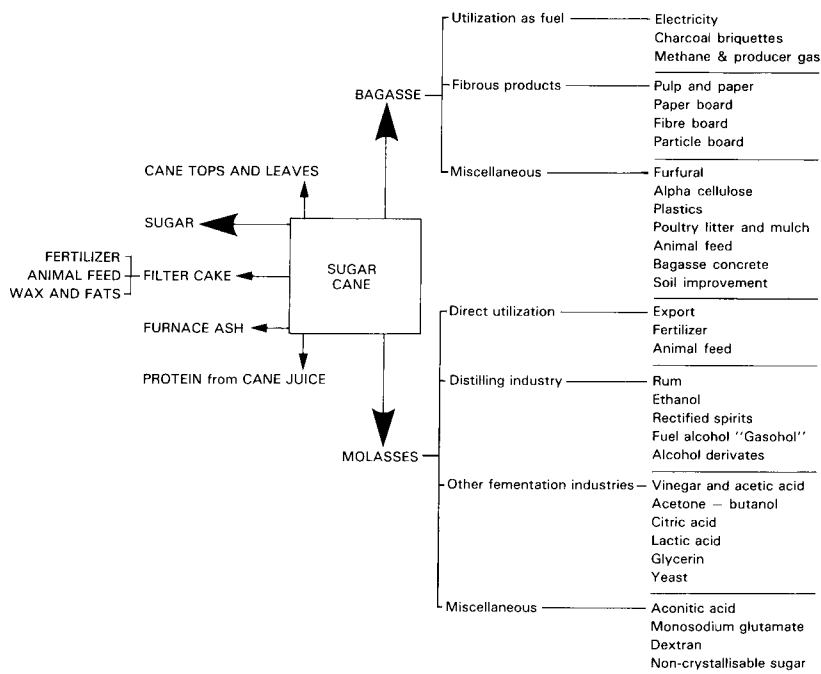 Utilization as fuel
Electricity
Charcoal briquettes
Methane & producer gas
BAGASSE
Fibrous products
Pulp and paper
Paper board
Fibre board
Particle board
Miscellaneous
Furfural
Alpha cellulose
Plastics
Poultry litter and mulch
Animal feed
Bagasse concrete
Soil improvement
CANE TOPS AND LEAVES
SUGAR
FERTILIZER
ANIMAL FEED
WAX AND FATS
FILTER CAKE
SUGAR
CANE
FURNACE ASH
PROTEIN from CANE JUICE
MOLASSES
Direct utilization
Export
Fertilizer
Animal feed
Distilling industry
Rum
Ethanol
Rectified spirits
Fuel alcohol ''Gasohol''
Alcohol derivates
Other fementation industries
Vinegar and acetic acid
Acetone – butanol
Citric acid
Lactic acid
Glycerin
Yeast
Miscellaneous
Aconitic acid
Monosodium glutamate
Dextran
Non-crystallisable sugar